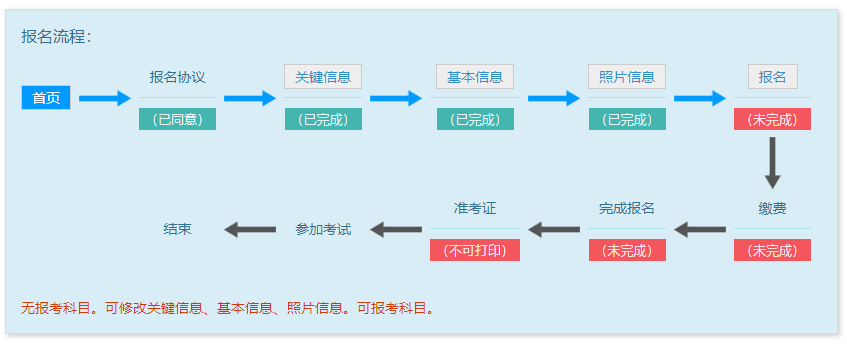 报名流程:
报名协议 关键信息 基本信息 照片信息 报名
首页
（已同意） （已完成） （已完成） （已完成） （未完成）
准考证 完成报名 缴费
结束 参加考试
（不可打印） （未完成） （未完成）
无报考科目。可修改关键信息、基本信息、照片信息。可报考科目。